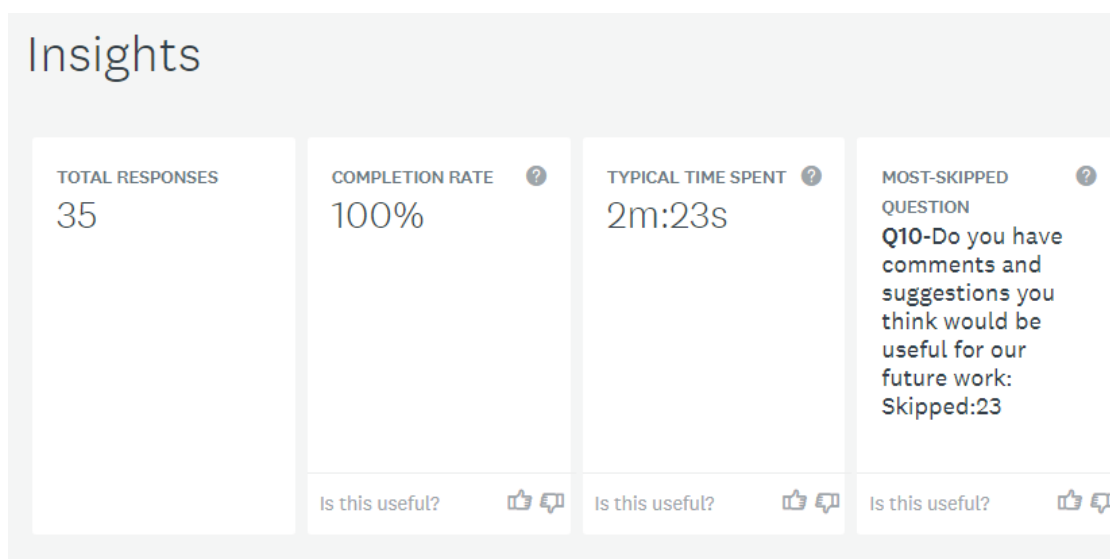 Insights
TOTAL RESPONSES
35
COMPLETION RATE
100%
Is this useful?
TYPICAL TIME SPENT
2m:23s
Is this useful?
MOST-SKIPPED
QUESTION
Q10-Do you have
comments and
suggestions you
think would be
useful for our
future work:
Skipped:23
Is this useful?